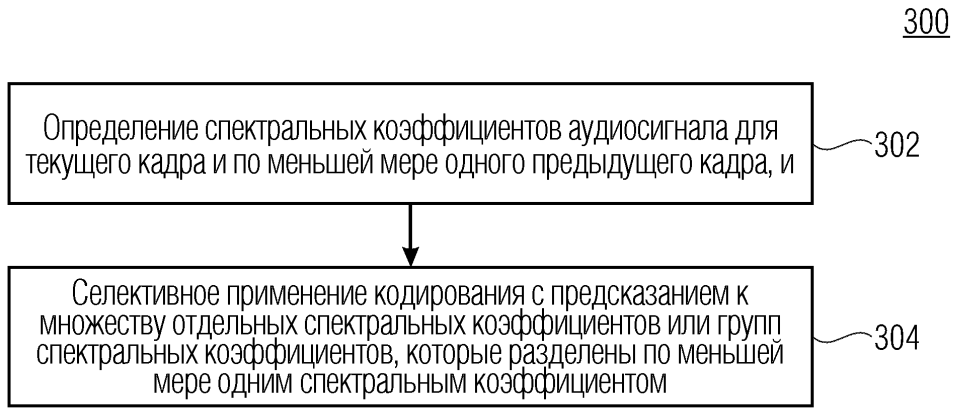 300
Определение спектральных коэффициентов аудиосигнала для
текущего кадра и по меньшей мере одного предыдущего кадра, и
302
Селективное применение кодирования с предсказанием к
множеству отдельных спектральных коэффициентов или групп
спектральных коэффициентов, которые разделены по меньшей
мере одним спектральным коэффициентом
304